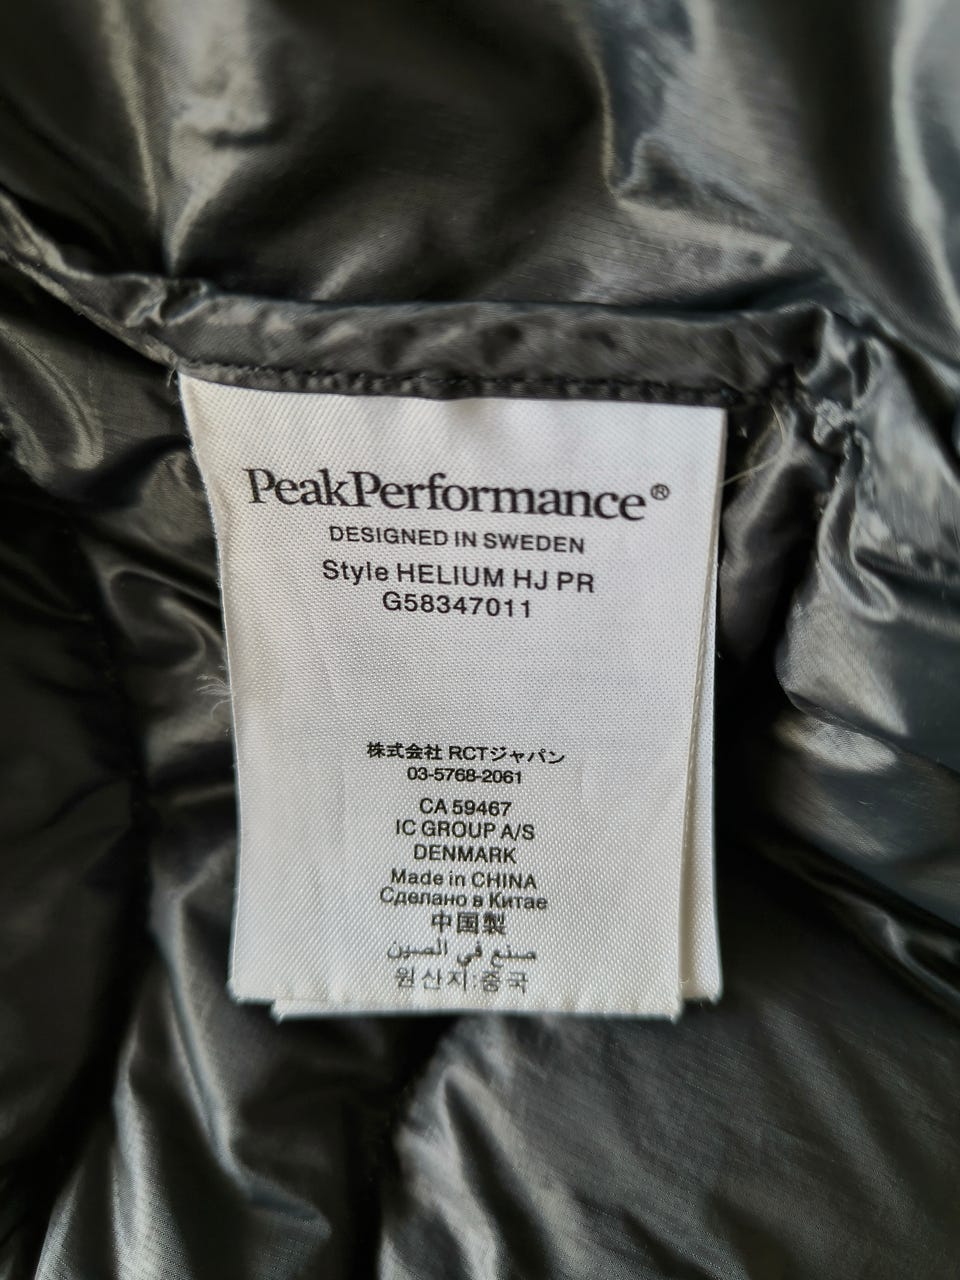 PeakPerformance®
DESIGNED IN SWEDEN
Style HELIUM HJ PR
G58347011
株式会社 RCTジャパン
03-5768-2061
CA 59467
IC GROUP A/S
DENMARK
Made in CHINA
Сделано в Китае
中国製
صنع في الصين
원산지:중국